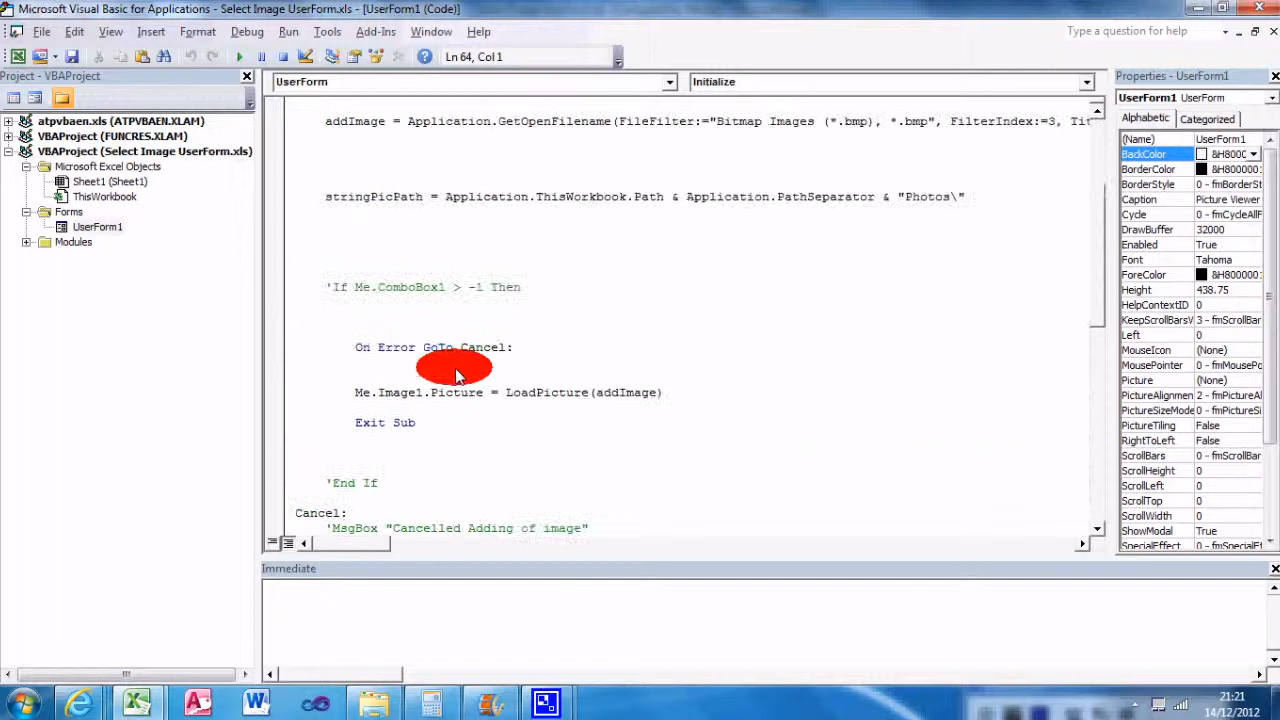 Microsoft Visual Basic for Applications - Select Image UserForm.xls - [UserForm1 (Code)]
File Edit View Insert Format Debug Run Tools Add-Ins Window Help
Type a question for help
Ln 64, Col 1
Project - VBAProject
atpvbaen.xls (ATPVBAEN.XLAM)
VBAProject (FUNCRES.XLAM)
VBAProject (Select Image UserForm.xls)
Microsoft Excel Objects
Sheet1 (Sheet1)
ThisWorkbook
Forms
UserForm1
Modules
UserForm
Initialize
addImage = Application.GetOpenFilename(FileFilter:="Bitmap Images (*.bmp), *.bmp", FilterIndex:=3, Tit
stringPicPath = Application.ThisWorkbook.Path & Application.PathSeparator & "Photos\"
'If Me.ComboBox1 > -1 Then
On Error GoTo Cancel:
Me.Image1.Picture = LoadPicture(addImage)
Exit Sub
'End If
Cancel:
'MsgBox "Cancelled Adding of image"
Immediate
Properties - UserForm1
UserForm1 UserForm
Alphabetic Categorized
(Name) UserForm1
BackColor &H800C
BorderColor &H800000
BorderStyle 0 - fmBorderSt
Caption Picture Viewer
Cycle 0 - fmCycleAllF
DrawBuffer 32000
Enabled True
Font Tahoma
ForeColor &H800000
Height 438.75
HelpContextID 0
KeepScrollBarsV 3 - fmScrollBar
Left 0
MouseIcon (None)
MousePointer 0 - fmMousePo
Picture (None)
PictureAlignmen 2 - fmPictureAl
PictureSizeMode 0 - fmPictureSi
PictureTiling False
RightToLeft False
ScrollBars 0 - fmScrollBar
ScrollHeight 0
ScrollLeft 0
ScrollTop 0
ScrollWidth 0
ShowModal True
SpecialEffect 0 - fmSpecialEf
21:21
14/12/2012